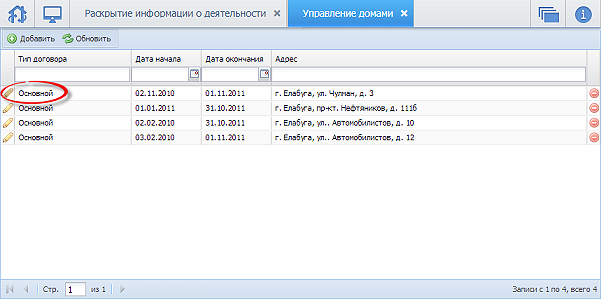 Раскрытие информации о деятельности × Управление домами ×
Добавить Обновить
Тип договора Дата начала Дата окончания Адрес
Основной 02.11.2010 01.11.2011 г. Елабуга, ул. Чулман, д. 3
Основной 01.01.2011 31.10.2011 г. Елабуга, пр-кт. Нефтяников, д. 111б
Основной 02.02.2010 31.10.2011 г. Елабуга, ул.. Автомобилистов, д. 10
Основной 03.02.2010 01.11.2011 г. Елабуга, ул.. Автомобилистов, д. 12
Стр. 1 из 1 Записи с 1 по 4, всего 4